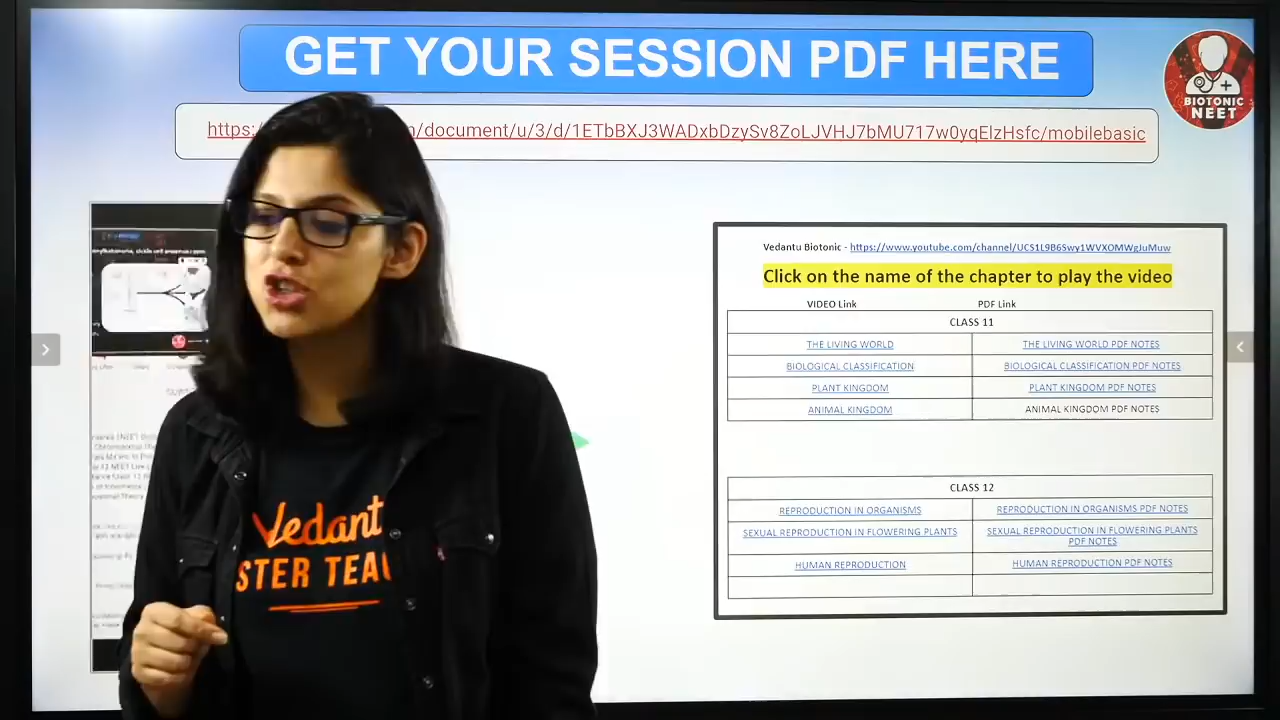 GET YOUR SESSION PDF HERE
BIOTONIC
NEET
https: /document/u/3/d/1ETbBXJ3WADxbDzySv8ZoLJVHJ7bMU717w0yqElzHsfc/mobilebasic
Vedantu Biotonic - https://www.youtube.com/channel/UCS1L9B6Swy1WVXOMWgJuMuw
Click on the name of the chapter to play the video
VIDEO Link PDF Link
CLASS 11
THE LIVING WORLD THE LIVING WORLD PDF NOTES
BIOLOGICAL CLASSIFICATION BIOLOGICAL CLASSIFICATION PDF NOTES
PLANT KINGDOM PLANT KINGDOM PDF NOTES
ANIMAL KINGDOM ANIMAL KINGDOM PDF NOTES
CLASS 12
REPRODUCTION IN ORGANISMS REPRODUCTION IN ORGANISMS PDF NOTES
SEXUAL REPRODUCTION IN FLOWERING PLANTS SEXUAL REPRODUCTION IN FLOWERING PLANTS
PDF NOTES
HUMAN REPRODUCTION HUMAN REPRODUCTION PDF NOTES
Vedant
STER TEA